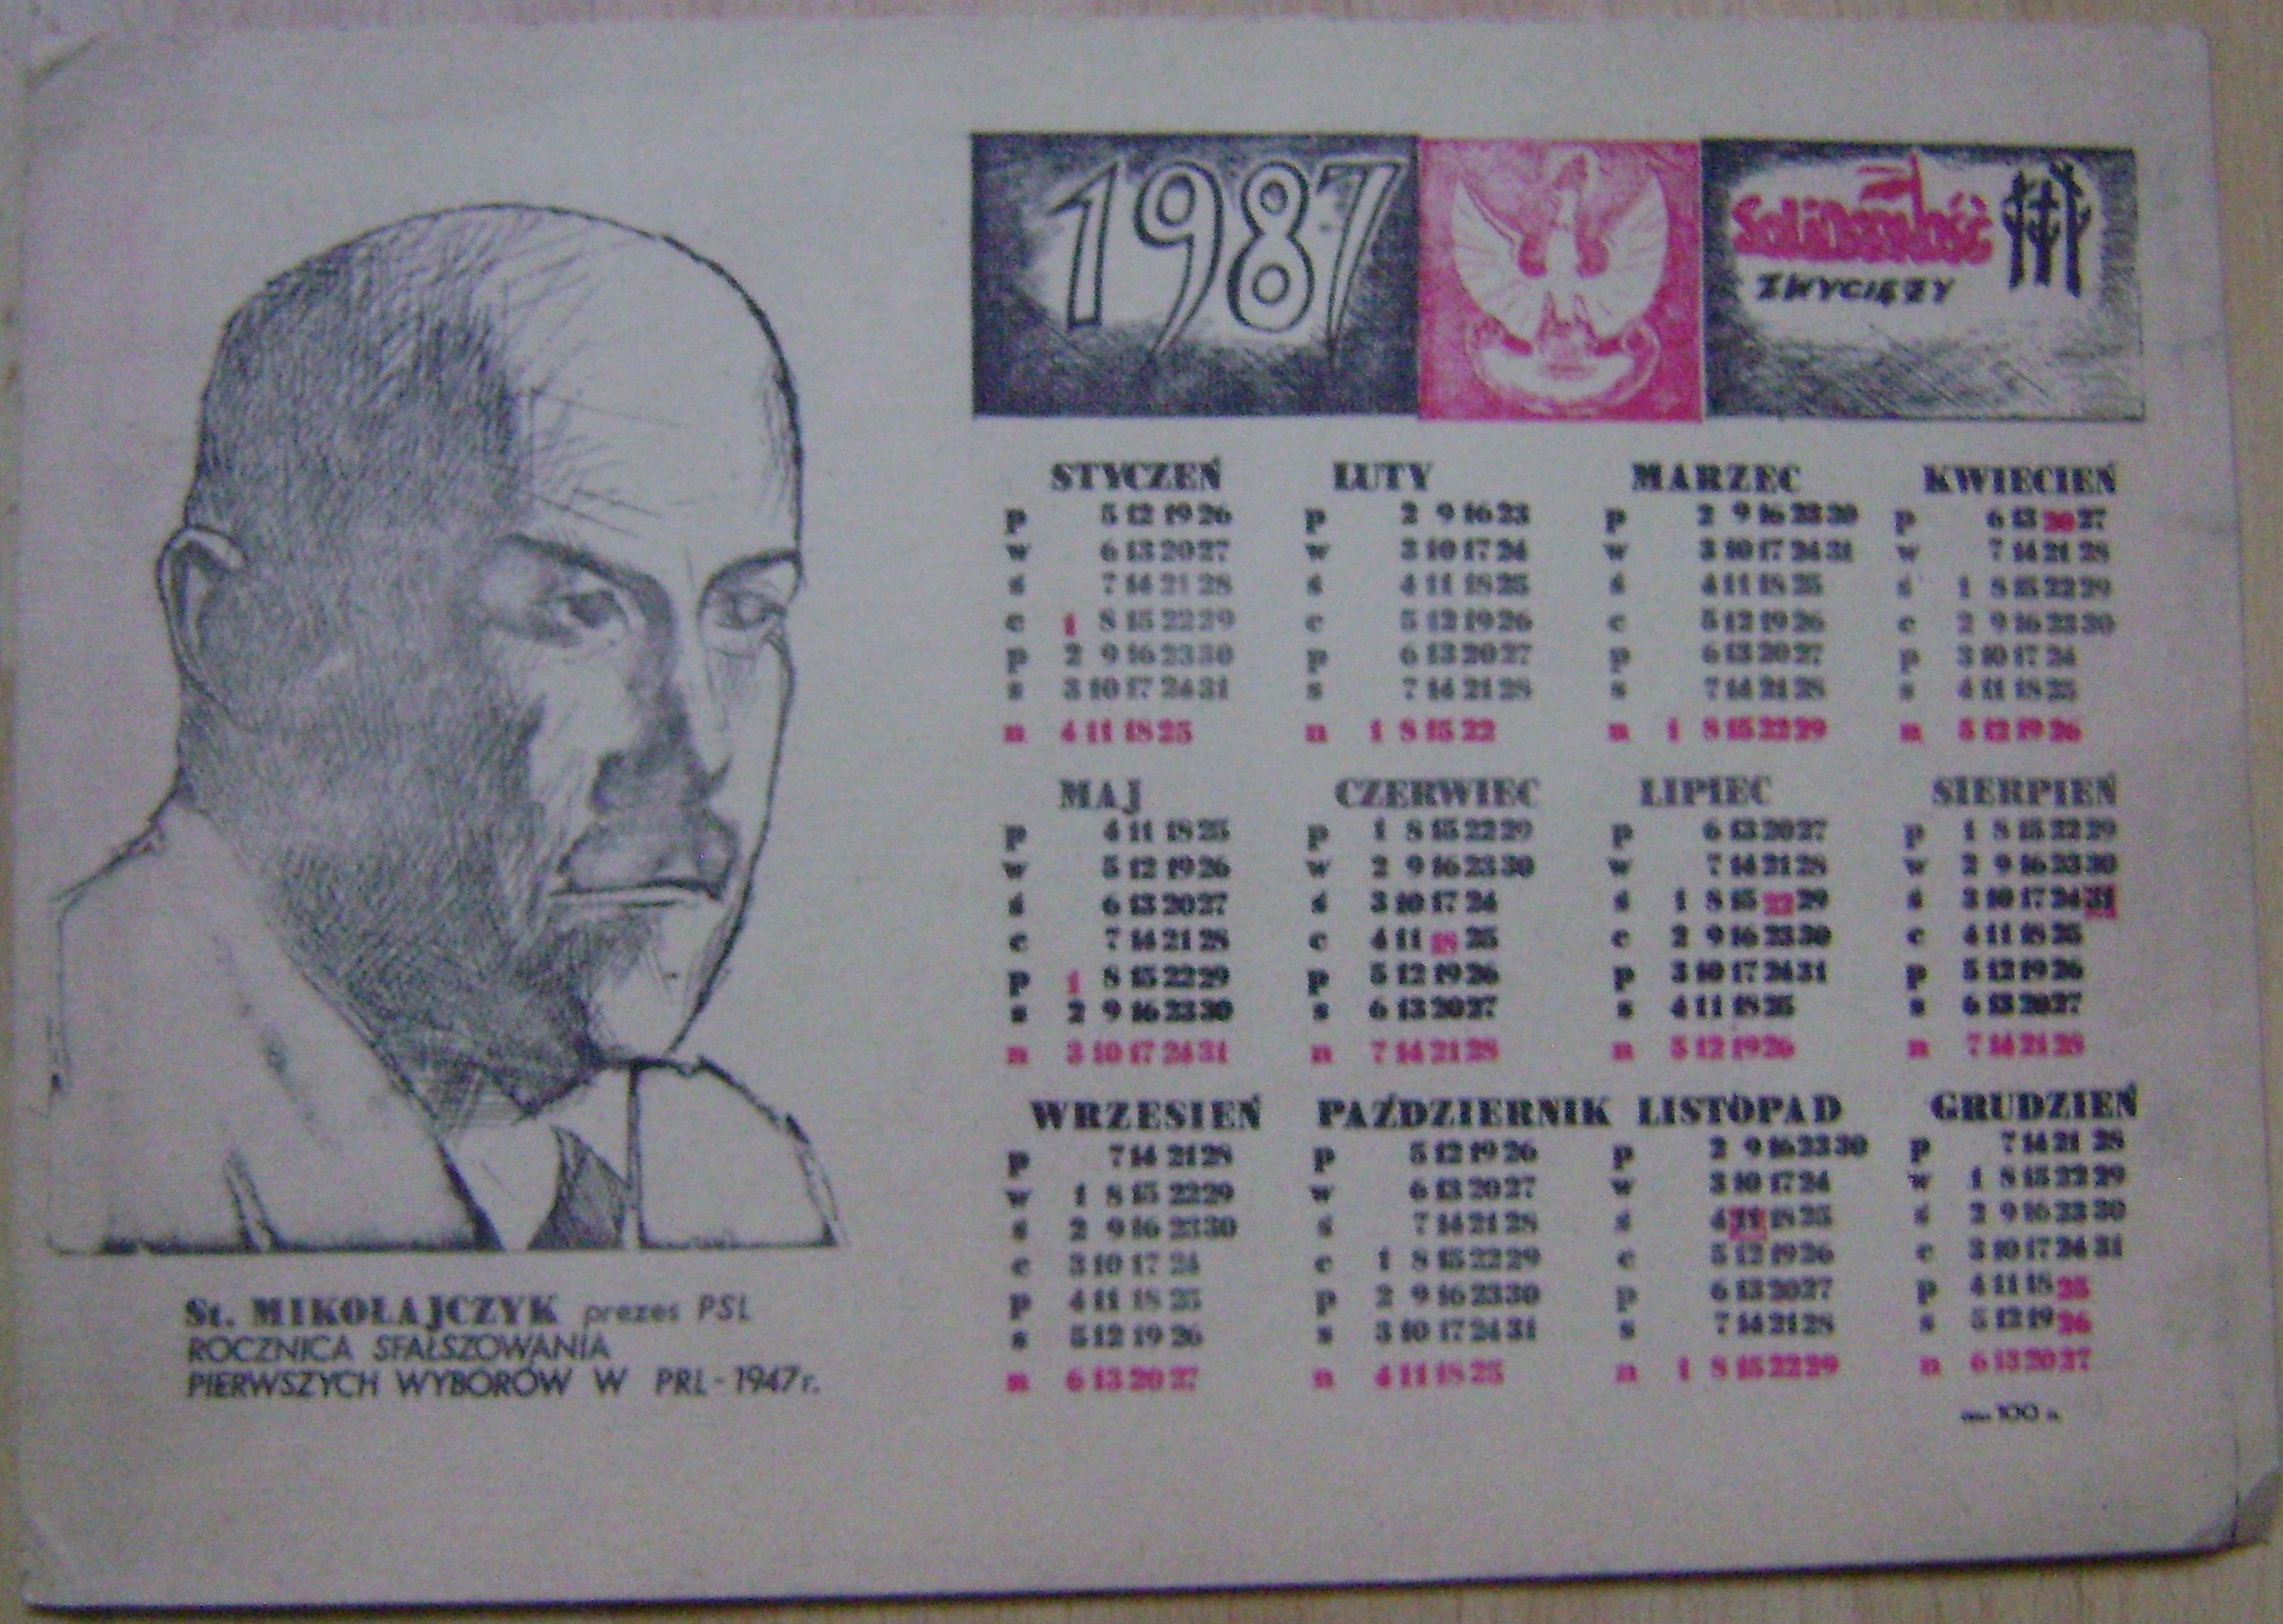 1987
Solidarność
ZWYCIĘŻY
STYCZEŃ LUTY MARZEC KWIECIEŃ
p 5 12 19 26 p 2 9 16 23 p 2 9 16 23 30 p 6 13 20 27
w 6 13 20 27 w 3 10 17 24 w 3 10 17 24 31 w 7 14 21 28
ś 7 14 21 28 ś 4 11 18 25 ś 4 11 18 25 ś 1 8 15 22 29
c 1 8 15 22 29 c 5 12 19 26 c 5 12 19 26 c 2 9 16 23 30
p 2 9 16 23 30 p 6 13 20 27 p 6 13 20 27 p 3 10 17 24
s 3 10 17 24 31 s 7 14 21 28 s 7 14 21 28 s 4 11 18 25
n 4 11 18 25 n 1 8 15 22 n 1 8 15 22 29 n 5 12 19 26
MAJ CZERWIEC LIPIEC SIERPIEŃ
p 4 11 18 25 p 1 8 15 22 29 p 6 13 20 27 p 1 8 15 22 29
w 5 12 19 26 w 2 9 16 23 30 w 7 14 21 28 w 2 9 16 23 30
ś 6 13 20 27 ś 3 10 17 24 ś 1 8 15 22 29 ś 3 10 17 24 31
c 7 14 21 28 c 4 11 18 25 c 2 9 16 23 30 c 4 11 18 25
p 1 8 15 22 29 p 5 12 19 26 p 3 10 17 24 31 p 5 12 19 26
s 2 9 16 23 30 s 6 13 20 27 s 4 11 18 25 s 6 13 20 27
n 3 10 17 24 31 n 7 14 21 28 n 5 12 19 26 n 7 14 21 28
WRZESIEŃ PAŹDZIERNIK LISTOPAD GRUDZIEŃ
p 7 14 21 28 p 5 12 19 26 p 2 9 16 23 30 p 7 14 21 28
w 1 8 15 22 29 w 6 13 20 27 w 3 10 17 24 w 1 8 15 22 29
ś 2 9 16 23 30 ś 7 14 21 28 ś 4 11 18 25 ś 2 9 16 23 30
c 3 10 17 24 c 1 8 15 22 29 c 5 12 19 26 c 3 10 17 24 31
p 4 11 18 25 p 2 9 16 23 30 p 6 13 20 27 p 4 11 18 25
s 5 12 19 26 s 3 10 17 24 31 s 7 14 21 28 s 5 12 19 26
n 6 13 20 27 n 4 11 18 25 n 1 8 15 22 29 n 6 13 20 27
100
St. MIKOŁAJCZYK prezes PSL
ROCZNICA SFAŁSZOWANIA
PIERWSZYCH WYBORÓW W PRL - 1947 r.